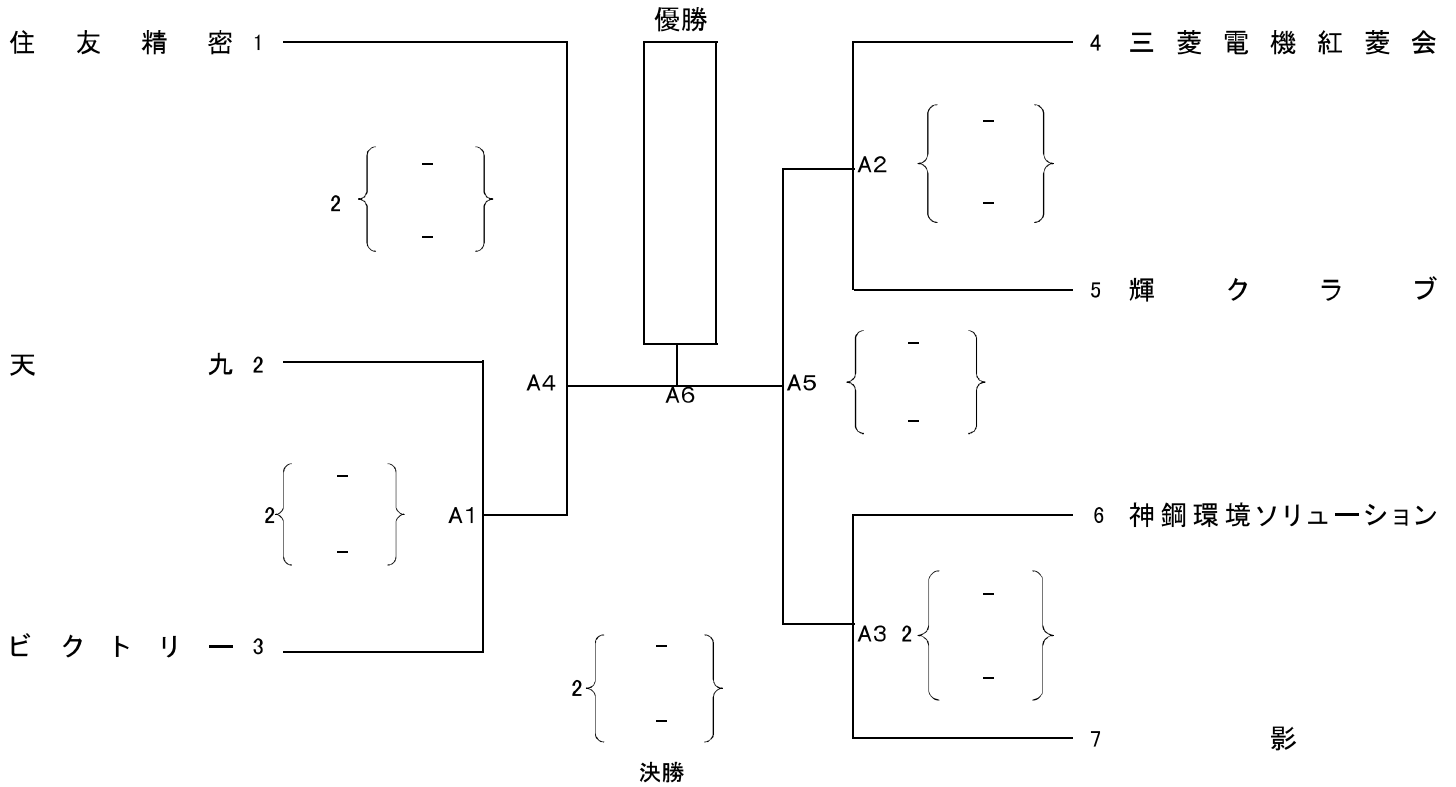 優勝
住友精密 1
4 三菱電機紅菱会
-
A2
-
2
-
-
5 輝クラブ
天九 2
-
A4
A5
A6
-
-
2
A1
-
6 神鋼環境ソリューション
-
A3 2
-
ビクトリー 3
-
2
-
7 影
決勝